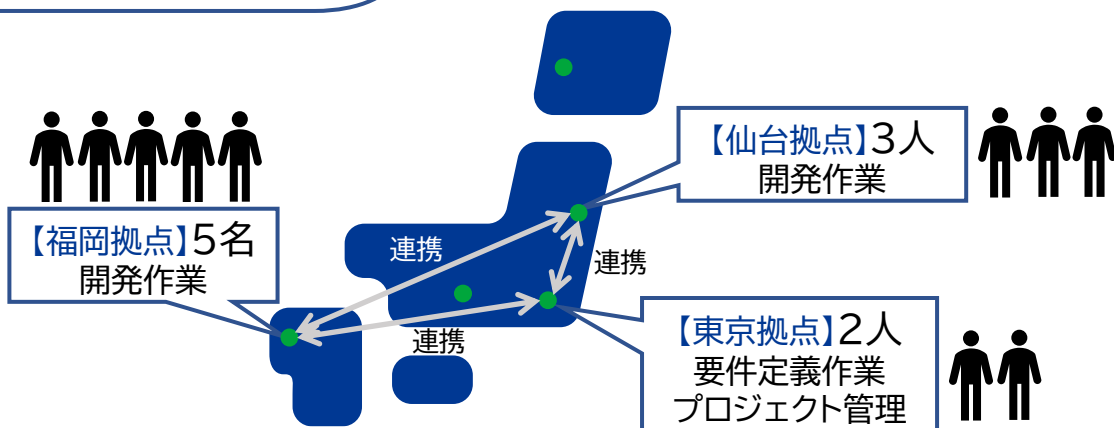 【仙台拠点】3人
開発作業
【福岡拠点】5名
開発作業
連携
連携
連携
【東京拠点】2人
要件定義作業
プロジェクト管理